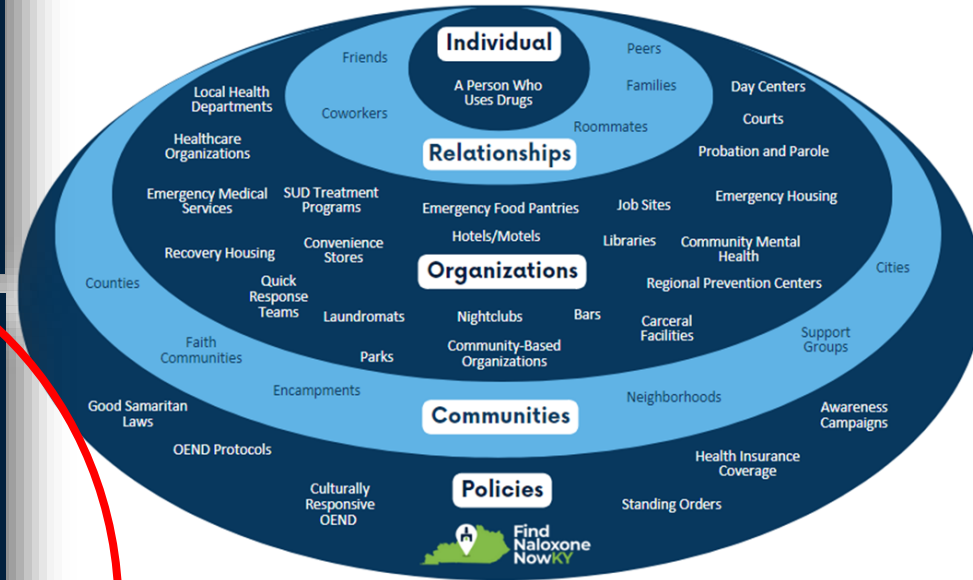 Individual
A Person Who
Uses Drugs
Friends
Peers
Families
Coworkers
Roommates
Relationships
Local Health
Departments
Day Centers
Courts
Healthcare
Organizations
Probation and Parole
Emergency Medical
Services
SUD Treatment
Programs
Emergency Food Pantries
Job Sites
Emergency Housing
Recovery Housing
Convenience
Stores
Hotels/Motels
Libraries
Community Mental
Health
Organizations
Quick
Response
Teams
Regional Prevention Centers
Laundromats
Nightclubs
Bars
Carceral
Facilities
Parks
Community-Based
Organizations
Counties
Cities
Faith
Communities
Support
Groups
Encampments
Neighborhoods
Communities
Good Samaritan
Laws
Awareness
Campaigns
OEND Protocols
Health Insurance
Coverage
Culturally
Responsive
OEND
Policies
Standing Orders
Find
Naloxone
NowKY